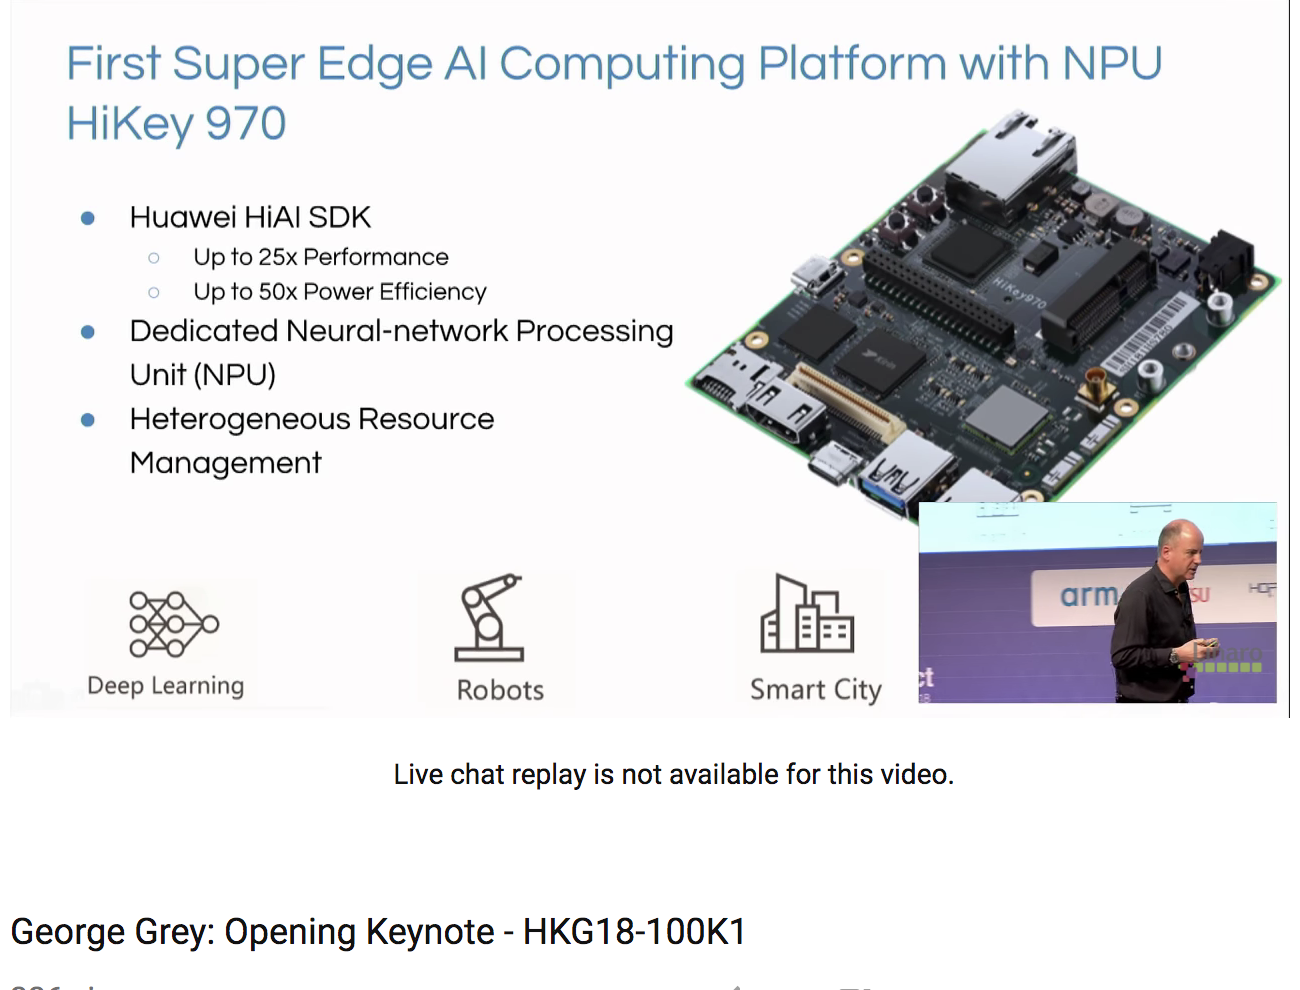 First Super Edge AI Computing Platform with NPU
HiKey 970
Huawei HiAI SDK
Up to 25x Performance
Up to 50x Power Efficiency
Dedicated Neural-network Processing
Unit (NPU)
Heterogeneous Resource
Management
HiKey970
arm
SU
ct
Deep Learning
Robots
Smart City
Live chat replay is not available for this video.
George Grey: Opening Keynote - HKG18-100K1